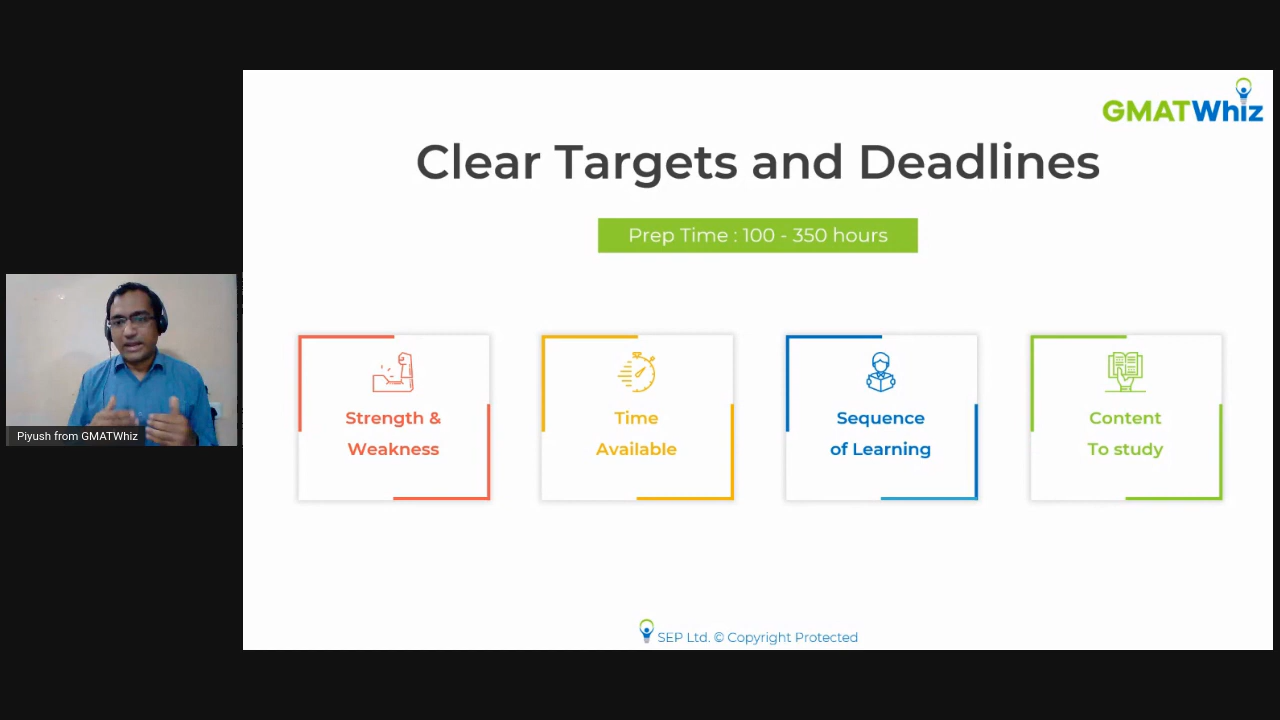 GMATWhiz
Clear Targets and Deadlines
Prep Time : 100 - 350 hours
Strength &
Weakness
Time
Available
Sequence
of Learning
Content
To study
Piyush from GMATWhiz
SEP Ltd. © Copyright Protected